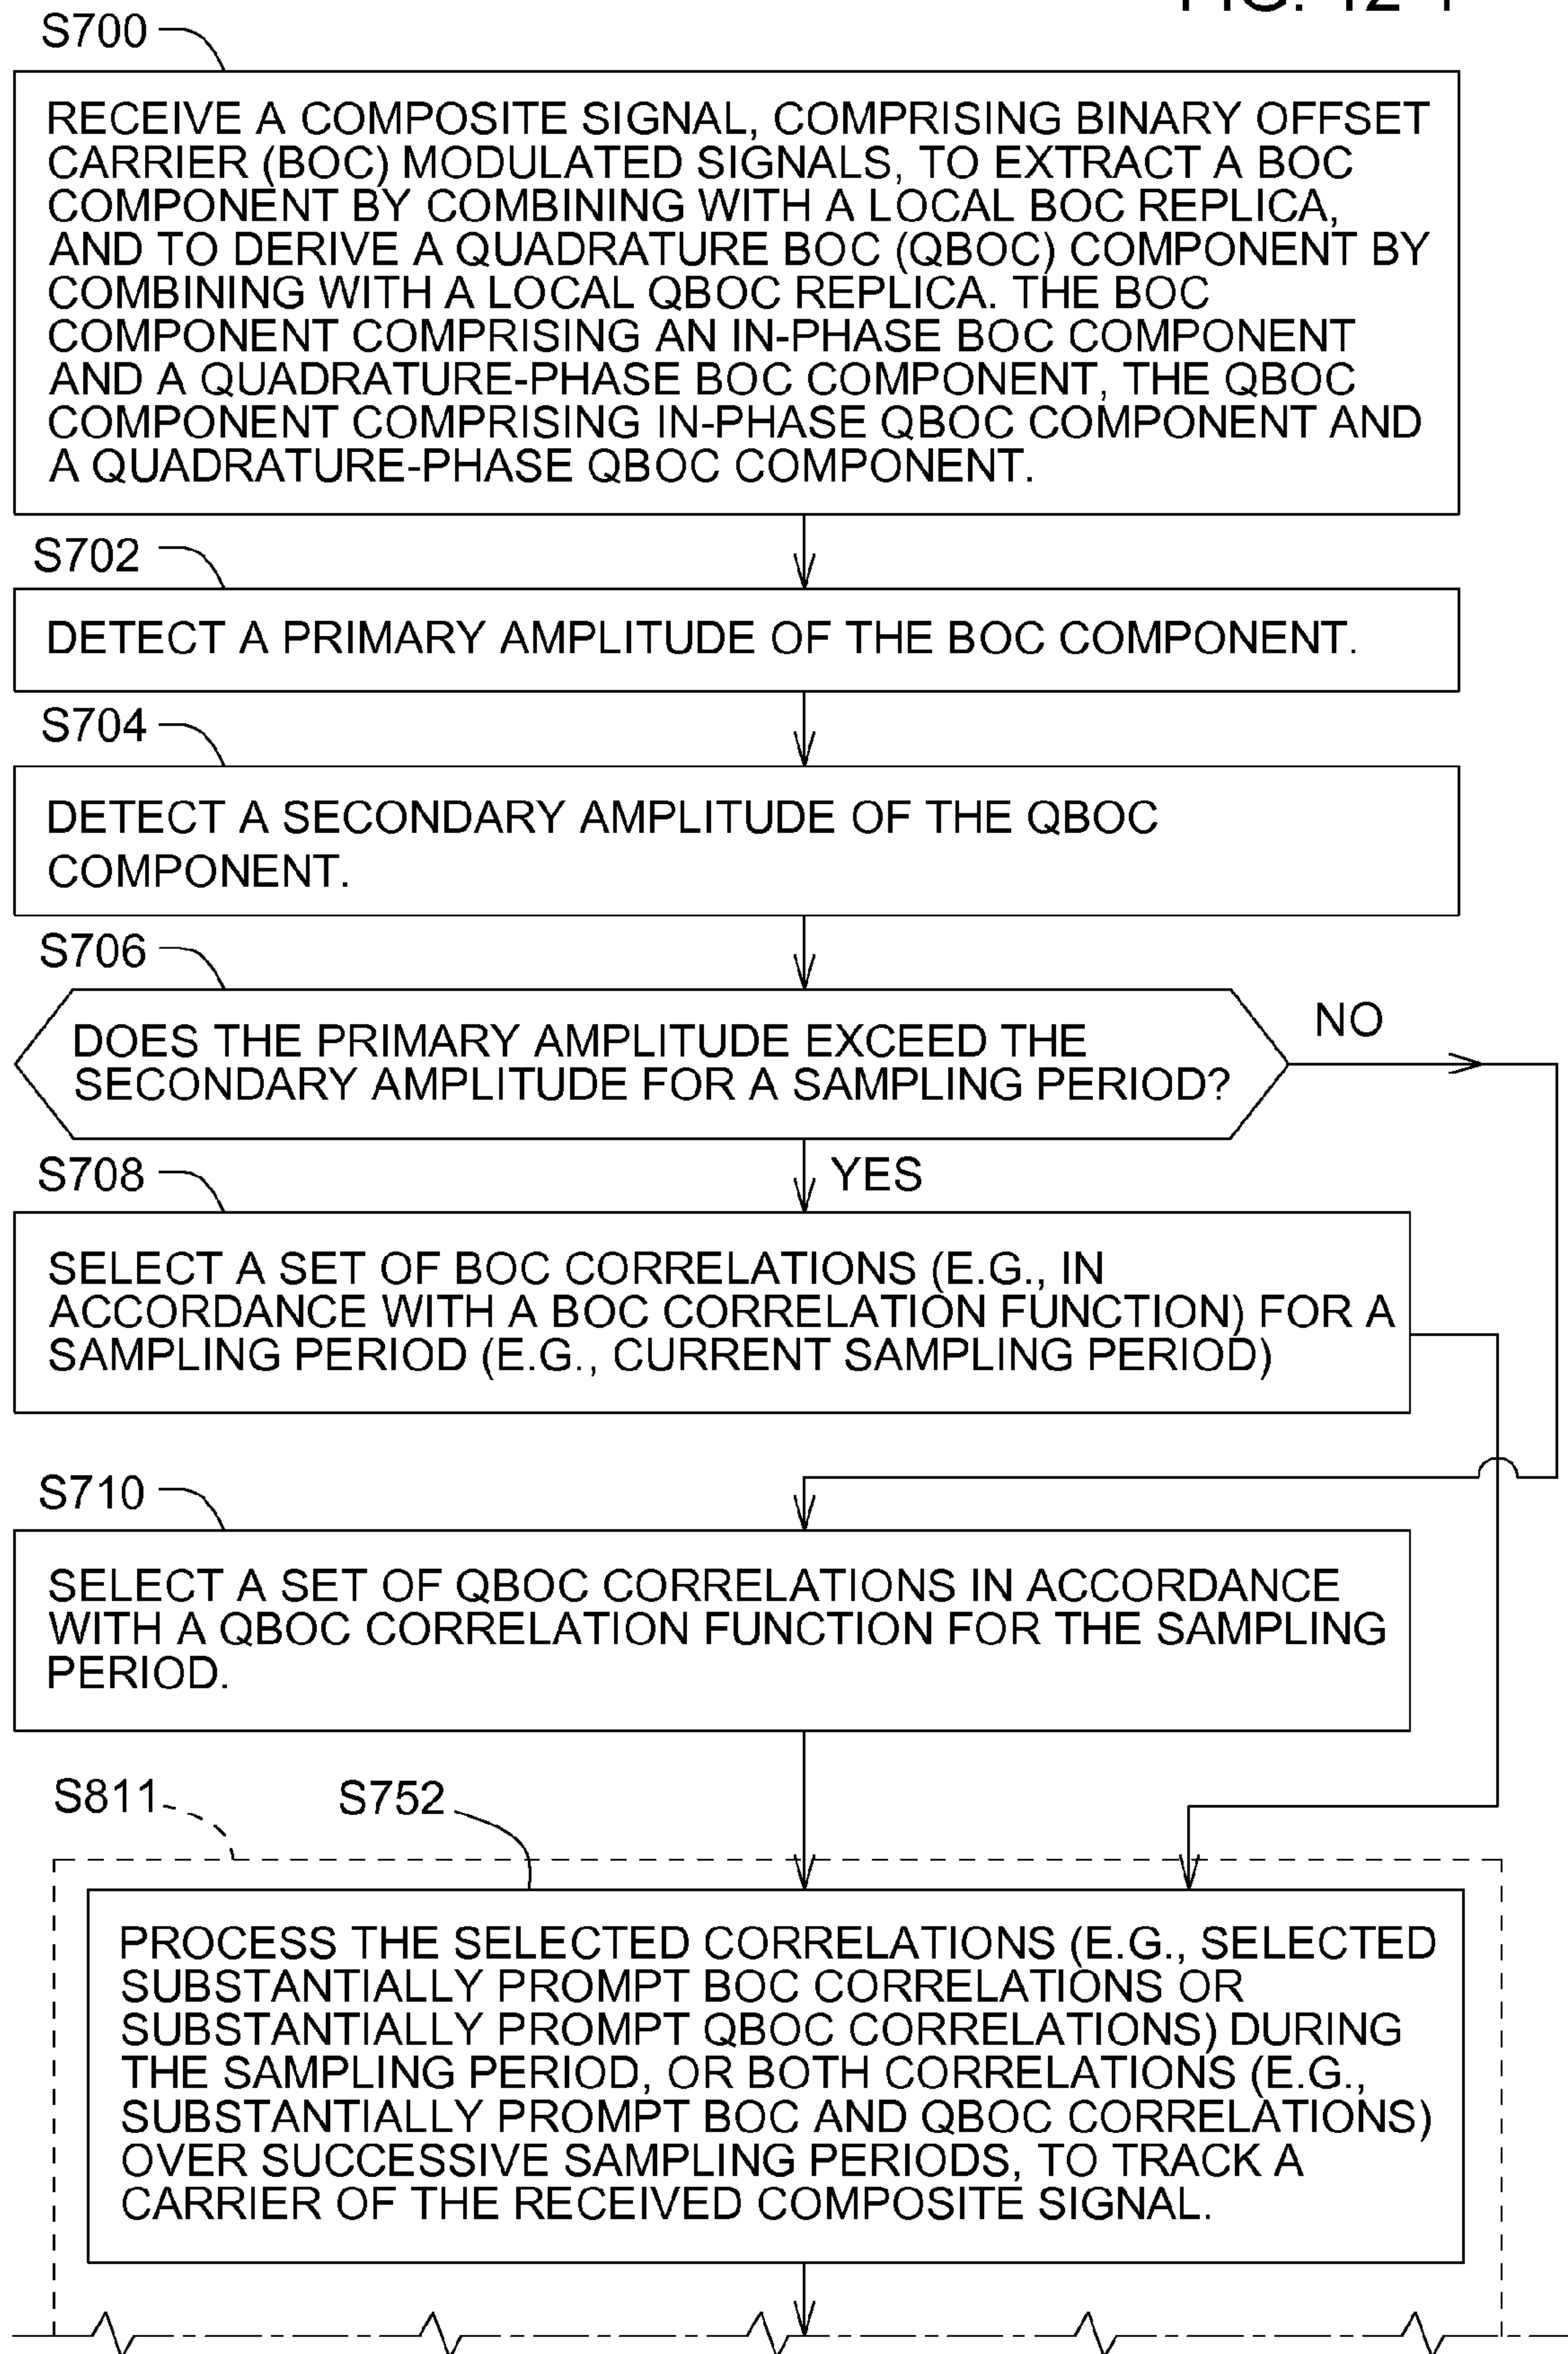 S700
RECEIVE A COMPOSITE SIGNAL, COMPRISING BINARY OFFSET
CARRIER (BOC) MODULATED SIGNALS, TO EXTRACT A BOC
COMPONENT BY COMBINING WITH A LOCAL BOC REPLICA,
AND TO DERIVE A QUADRATURE BOC (QBOC) COMPONENT BY
COMBINING WITH A LOCAL QBOC REPLICA. THE BOC
COMPONENT COMPRISING AN IN-PHASE BOC COMPONENT
AND A QUADRATURE-PHASE BOC COMPONENT, THE QBOC
COMPONENT COMPRISING IN-PHASE QBOC COMPONENT AND
A QUADRATURE-PHASE QBOC COMPONENT.
S702
DETECT A PRIMARY AMPLITUDE OF THE BOC COMPONENT.
S704
DETECT A SECONDARY AMPLITUDE OF THE QBOC
COMPONENT.
S706
DOES THE PRIMARY AMPLITUDE EXCEED THE
SECONDARY AMPLITUDE FOR A SAMPLING PERIOD?
NO
YES
S708
SELECT A SET OF BOC CORRELATIONS (E.G., IN
ACCORDANCE WITH A BOC CORRELATION FUNCTION) FOR A
SAMPLING PERIOD (E.G., CURRENT SAMPLING PERIOD)
S710
SELECT A SET OF QBOC CORRELATIONS IN ACCORDANCE
WITH A QBOC CORRELATION FUNCTION FOR THE SAMPLING
PERIOD.
S811
S752
PROCESS THE SELECTED CORRELATIONS (E.G., SELECTED
SUBSTANTIALLY PROMPT BOC CORRELATIONS OR
SUBSTANTIALLY PROMPT QBOC CORRELATIONS) DURING
THE SAMPLING PERIOD, OR BOTH CORRELATIONS (E.G.,
SUBSTANTIALLY PROMPT BOC AND QBOC CORRELATIONS)
OVER SUCCESSIVE SAMPLING PERIODS, TO TRACK A
CARRIER OF THE RECEIVED COMPOSITE SIGNAL.